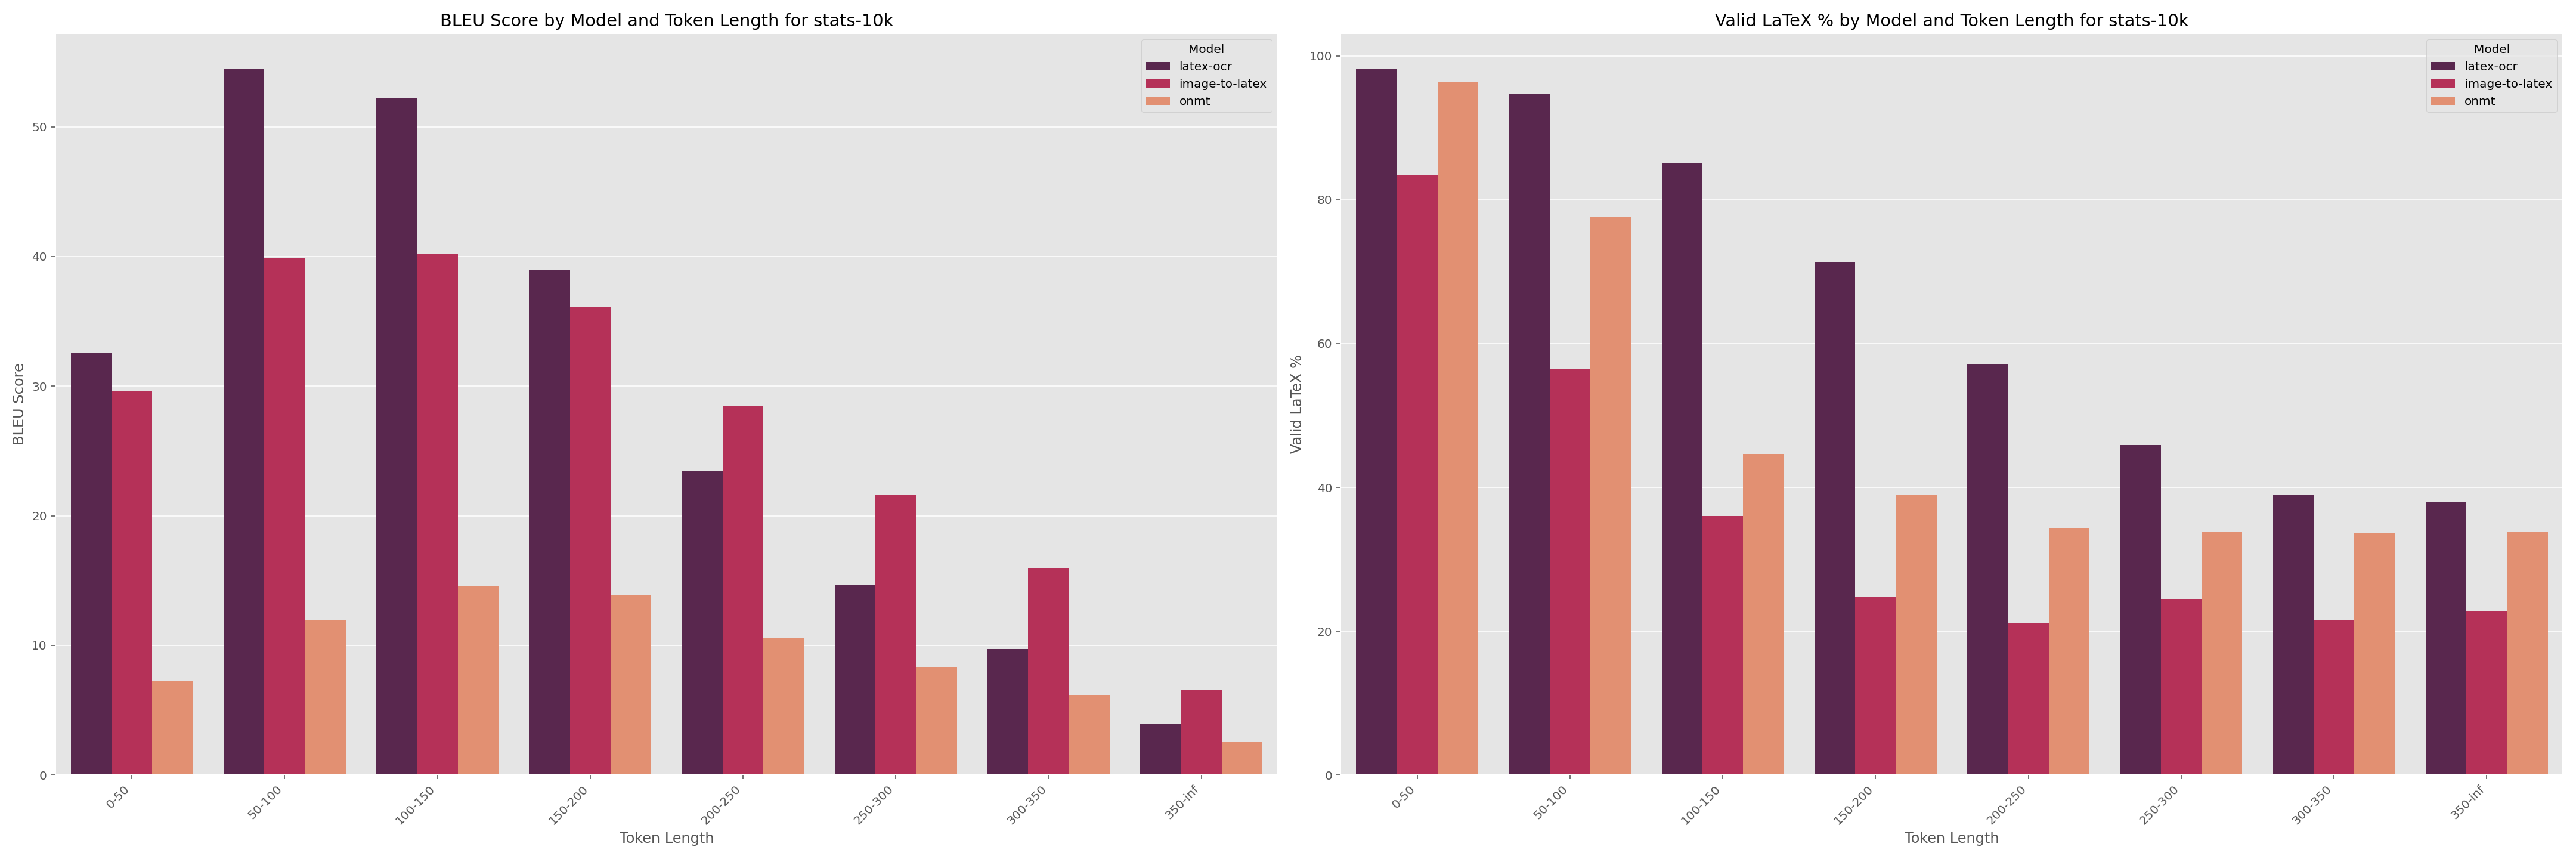 BLEU Score by Model and Token Length for stats-10k
Model
latex-ocr
image-to-latex
onmt
BLEU Score
50
40
30
20
10
0
0-50
50-100
100-150
150-200
200-250
250-300
300-350
350-inf
Token Length
Valid LaTeX % by Model and Token Length for stats-10k
Model
latex-ocr
image-to-latex
onmt
Valid LaTeX %
100
80
60
40
20
0
0-50
50-100
100-150
150-200
200-250
250-300
300-350
350-inf
Token Length